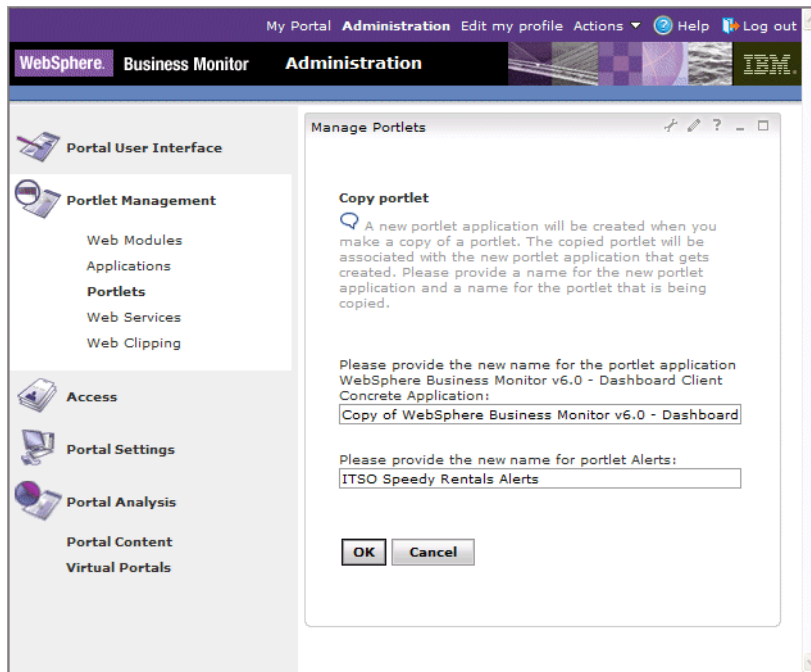 My Portal Administration Edit my profile Actions Help Log out
WebSphere. Business Monitor Administration IBM.
Portal User Interface
Portlet Management
Web Modules
Applications
Portlets
Web Services
Web Clipping
Access
Portal Settings
Portal Analysis
Portal Content
Virtual Portals
Manage Portlets
Copy portlet
A new portlet application will be created when you
make a copy of a portlet. The copied portlet will be
associated with the new portlet application that gets
created. Please provide a name for the new portlet
application and a name for the portlet that is being
copied.
Please provide the new name for the portlet application
WebSphere Business Monitor v6.0 - Dashboard Client
Concrete Application:
Copy of WebSphere Business Monitor v6.0 - Dashboard
Please provide the new name for portlet Alerts:
ITSO Speedy Rentals Alerts
OK Cancel